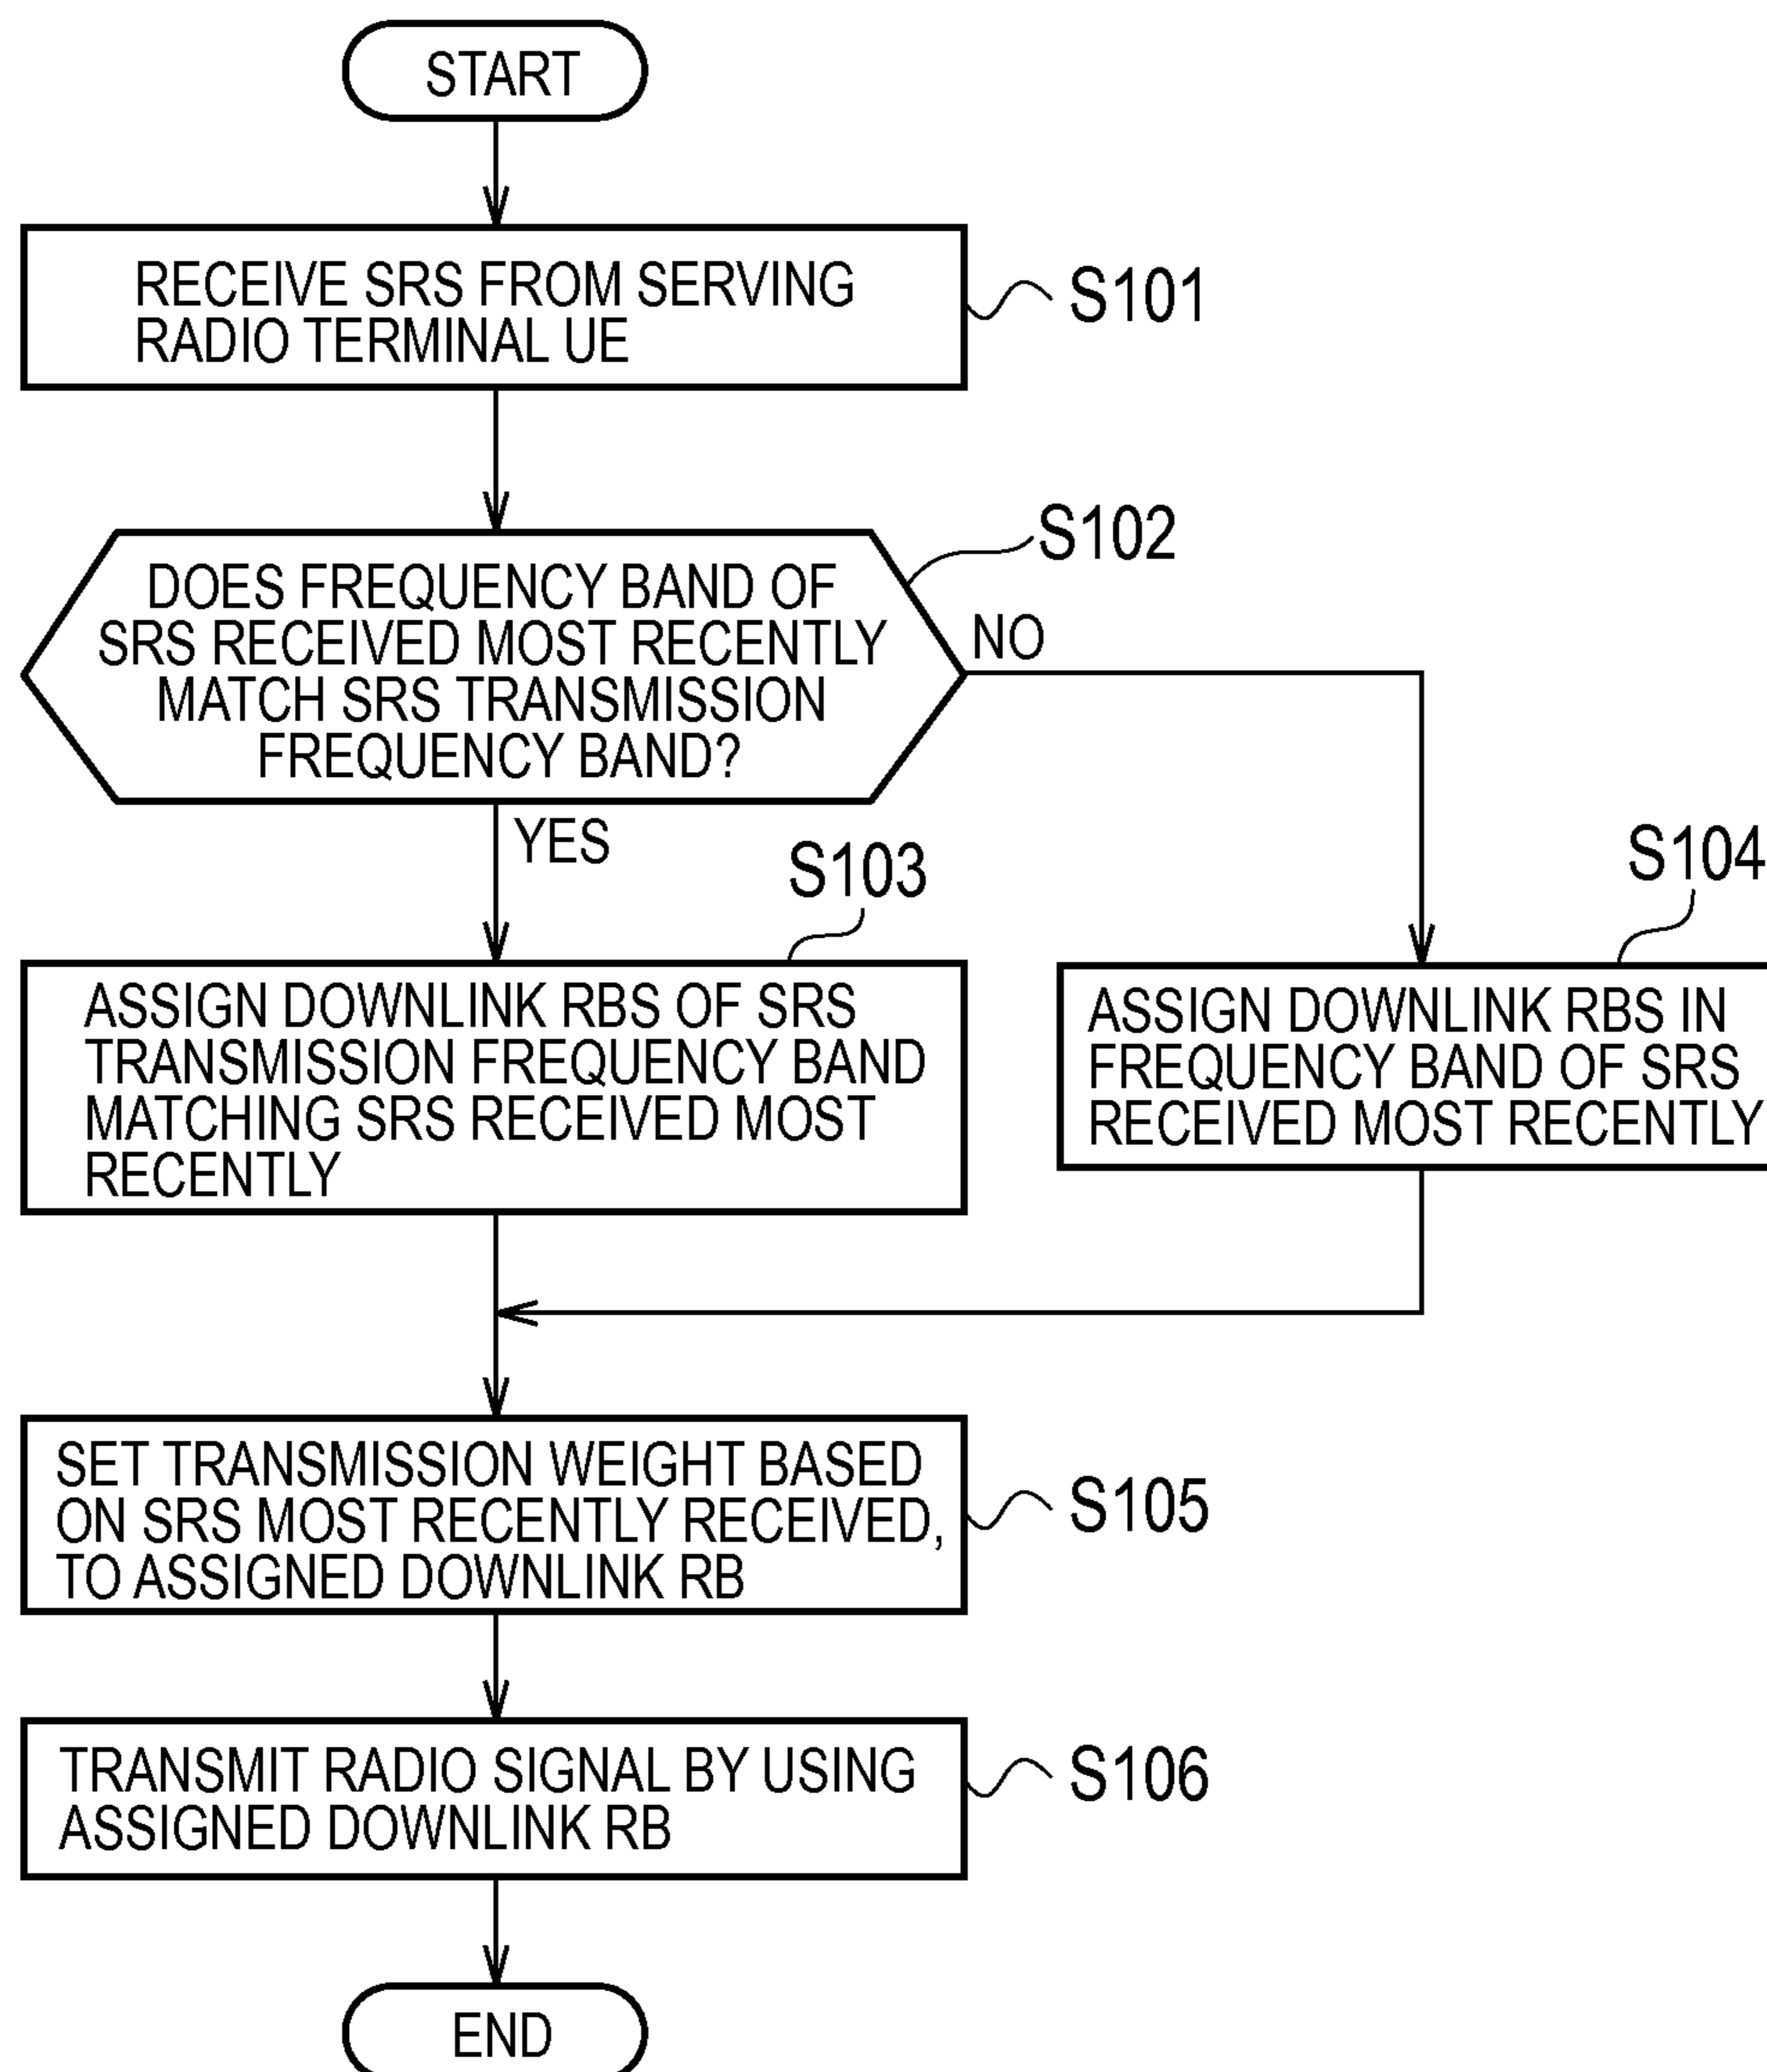 START
RECEIVE SRS FROM SERVING
RADIO TERMINAL UE
S101
DOES FREQUENCY BAND OF
SRS RECEIVED MOST RECENTLY
MATCH SRS TRANSMISSION
FREQUENCY BAND?
S102
NO
YES
S103
ASSIGN DOWNLINK RBS OF SRS
TRANSMISSION FREQUENCY BAND
MATCHING SRS RECEIVED MOST
RECENTLY
S104
ASSIGN DOWNLINK RBS IN
FREQUENCY BAND OF SRS
RECEIVED MOST RECENTLY
SET TRANSMISSION WEIGHT BASED
ON SRS MOST RECENTLY RECEIVED,
TO ASSIGNED DOWNLINK RB
S105
TRANSMIT RADIO SIGNAL BY USING
ASSIGNED DOWNLINK RB
S106
END